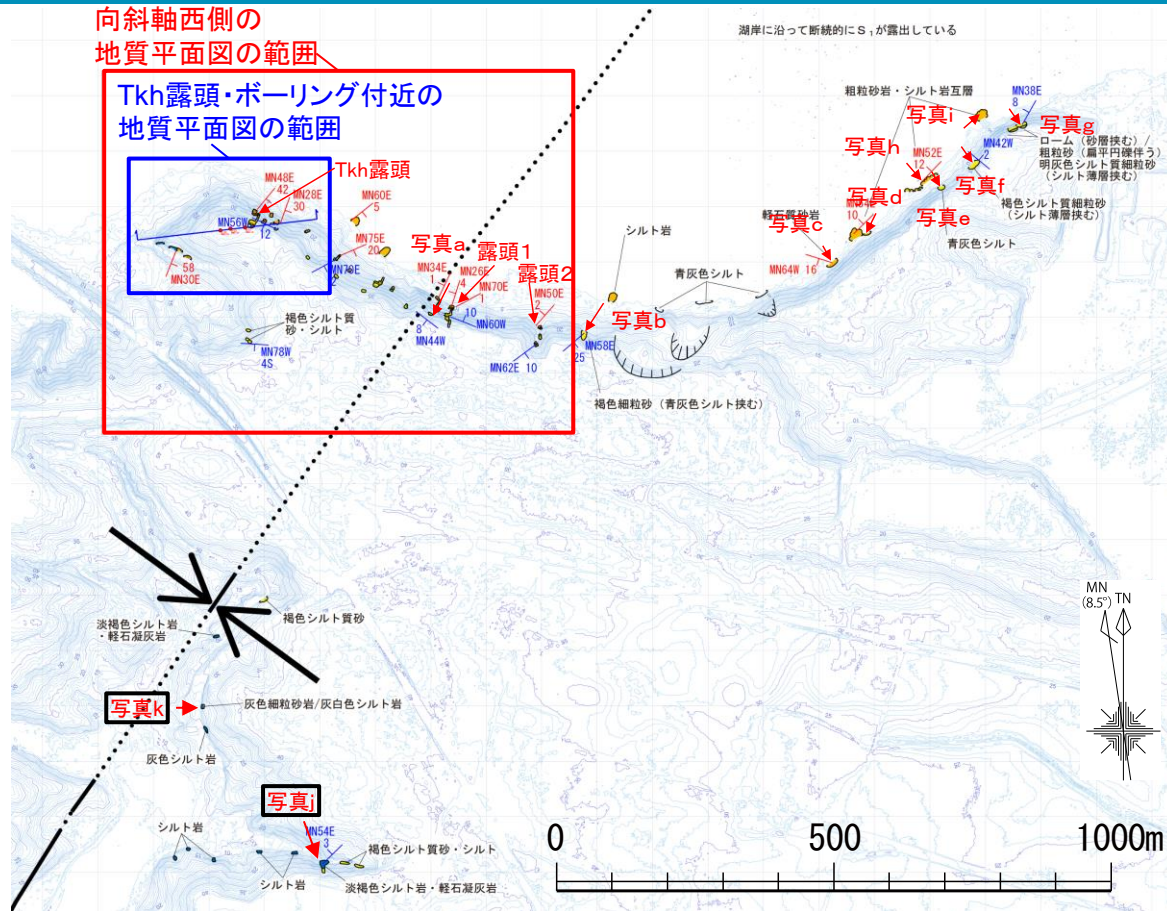 向斜軸西側の
地質平面図の範囲
Tkh露頭・ボーリング付近の
地質平面図の範囲
湖岸に沿って断続的にS₁が露出している
粗粒砂岩・シルト岩互層
MN38E
8
写真i
写真g
ローム（砂層挟む）/
粗粒砂（扁平円礫伴う）
明灰色シルト質細粒砂
（シルト薄層挟む）
MN42W
2
写真h
MN52E
12
写真f
褐色シルト質細粒砂
（シルト薄層挟む）
写真d
10
写真e
青灰色シルト
軽石質砂岩
写真c
MN64W 16
シルト岩
青灰色シルト
MN48E
42
Tkh露頭
MN28E
30
MN56W
12
MN60E
5
MN75E
20
MN70E
2
58
MN30E
写真a
露頭1
露頭2
MN34E
1
MN26E
4
MN70E
1
MN50E
2
10
MN60W
8
MN44W
MN62E 10
写真b
25
MN58E
褐色細粒砂（青灰色シルト挟む）
褐色シルト質
砂・シルト
MN78W
4S
褐色シルト質砂
淡褐色シルト岩
・軽石凝灰岩
写真k
灰色細粒砂岩/灰白色シルト岩
灰色シルト岩
写真j
MN54E
3
シルト岩
シルト岩
褐色シルト質砂・シルト
淡褐色シルト岩・軽石凝灰岩
MN
(8.5°)
TN
0
500
1000m